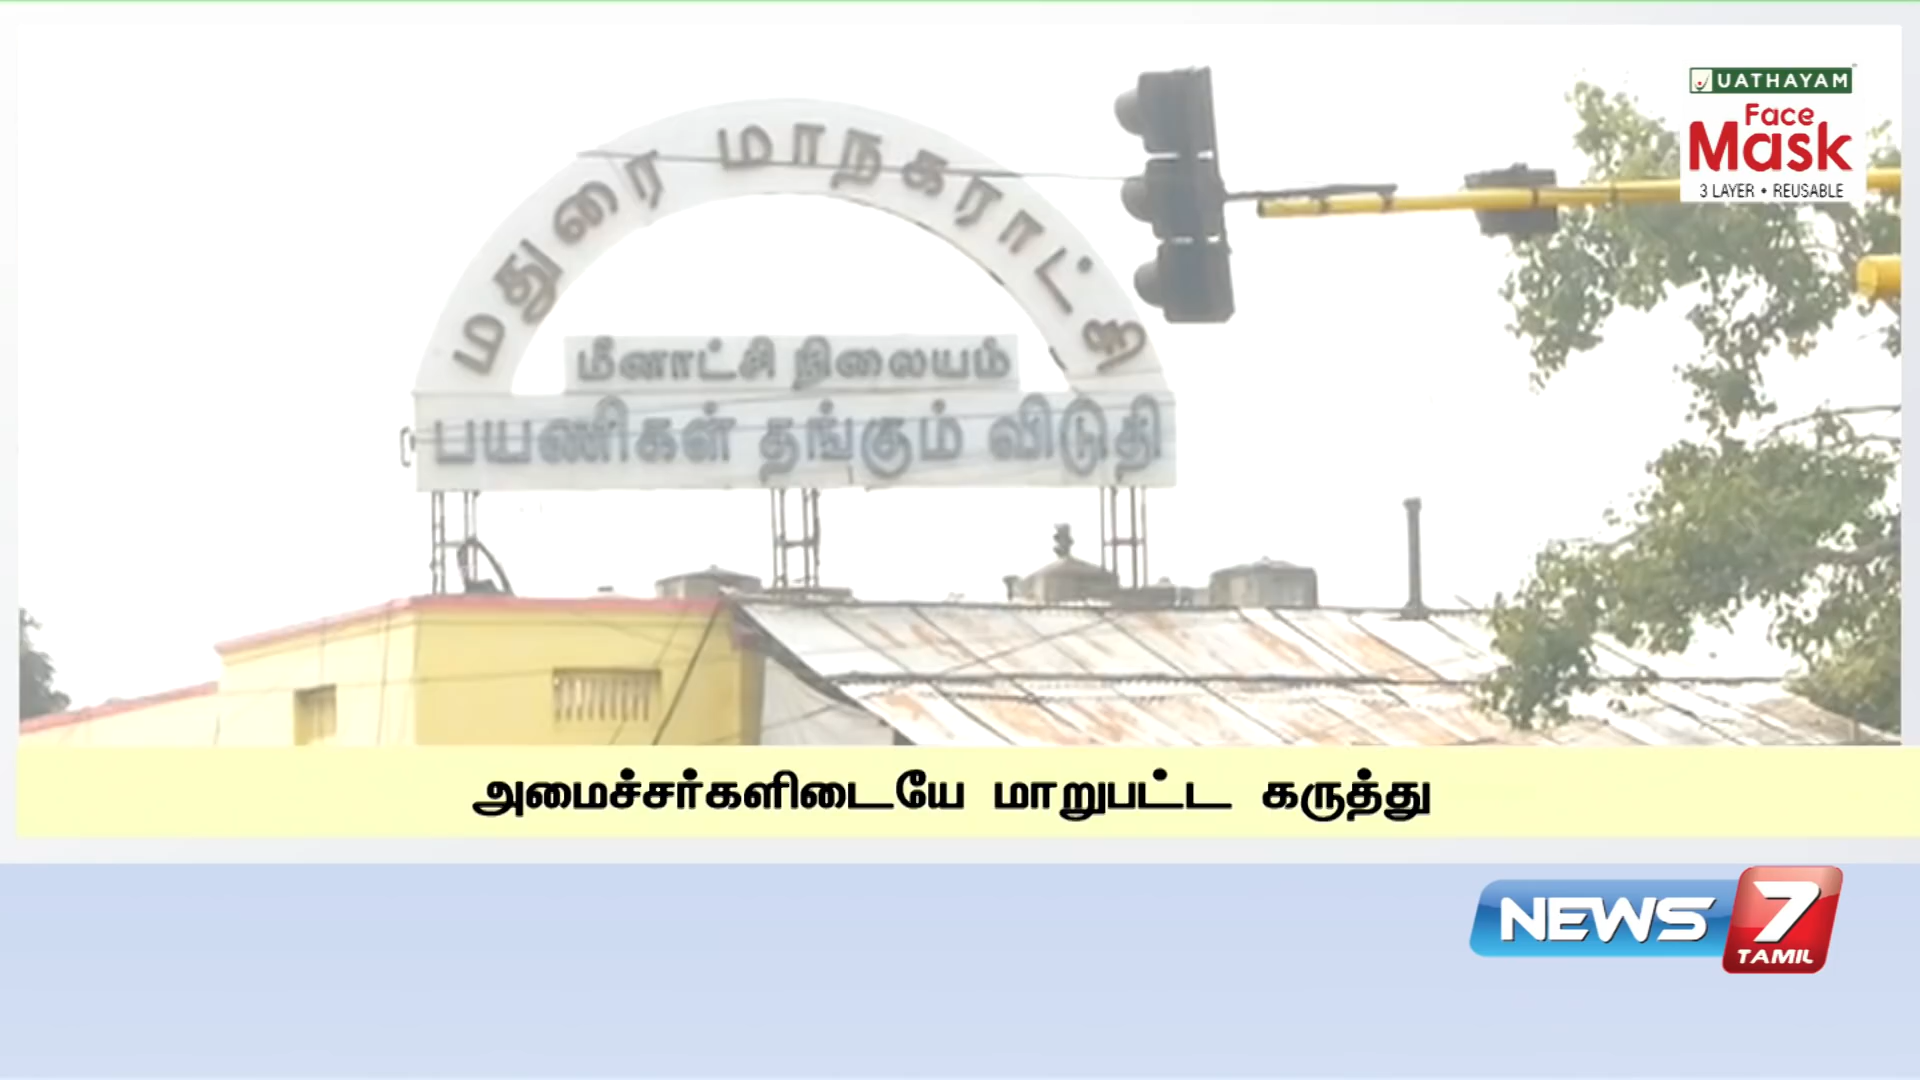 UATHAYAM
Face
Mask
3 LAYER • REUSABLE
மதுரை மாநகராட்சி
மீனாட்சி நிலையம்
பயணிகள் தங்கும் விடுதி
அமைச்சர்களிடையே மாறுபட்ட கருத்து
NEWS 7
TAMIL